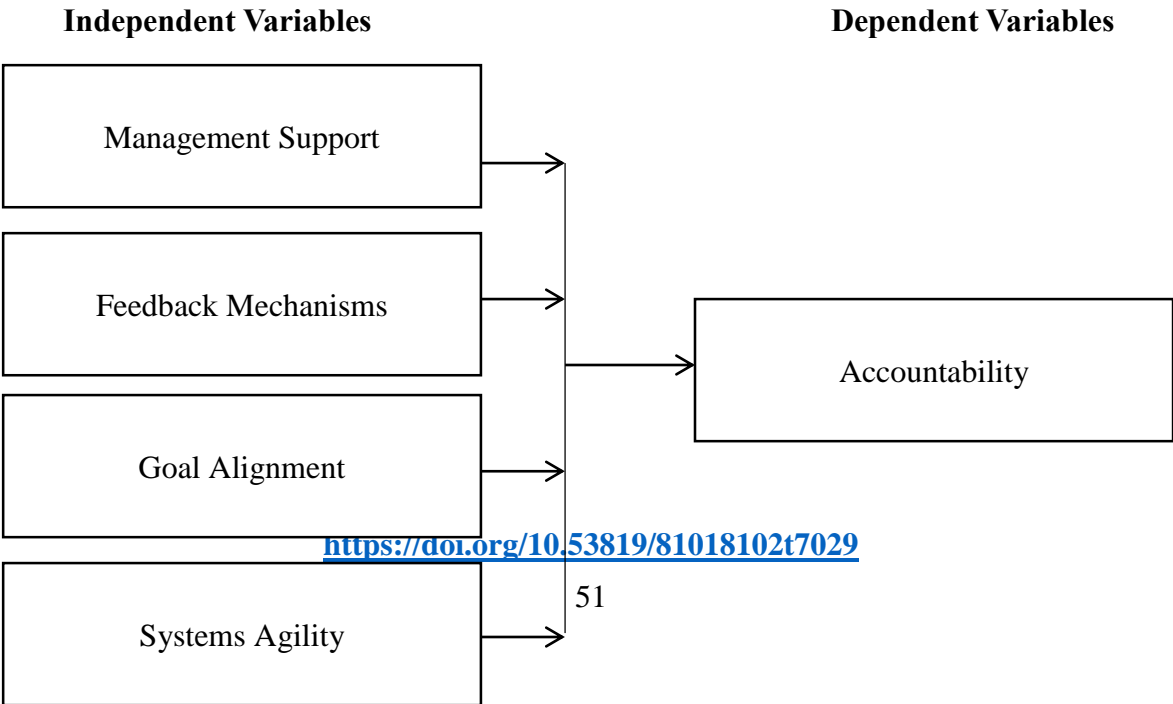 Independent Variables
Dependent Variables
Management Support
Feedback Mechanisms
Accountability
Goal Alignment
https://doi.org/10.53819/81018102t7029
51
Systems Agility